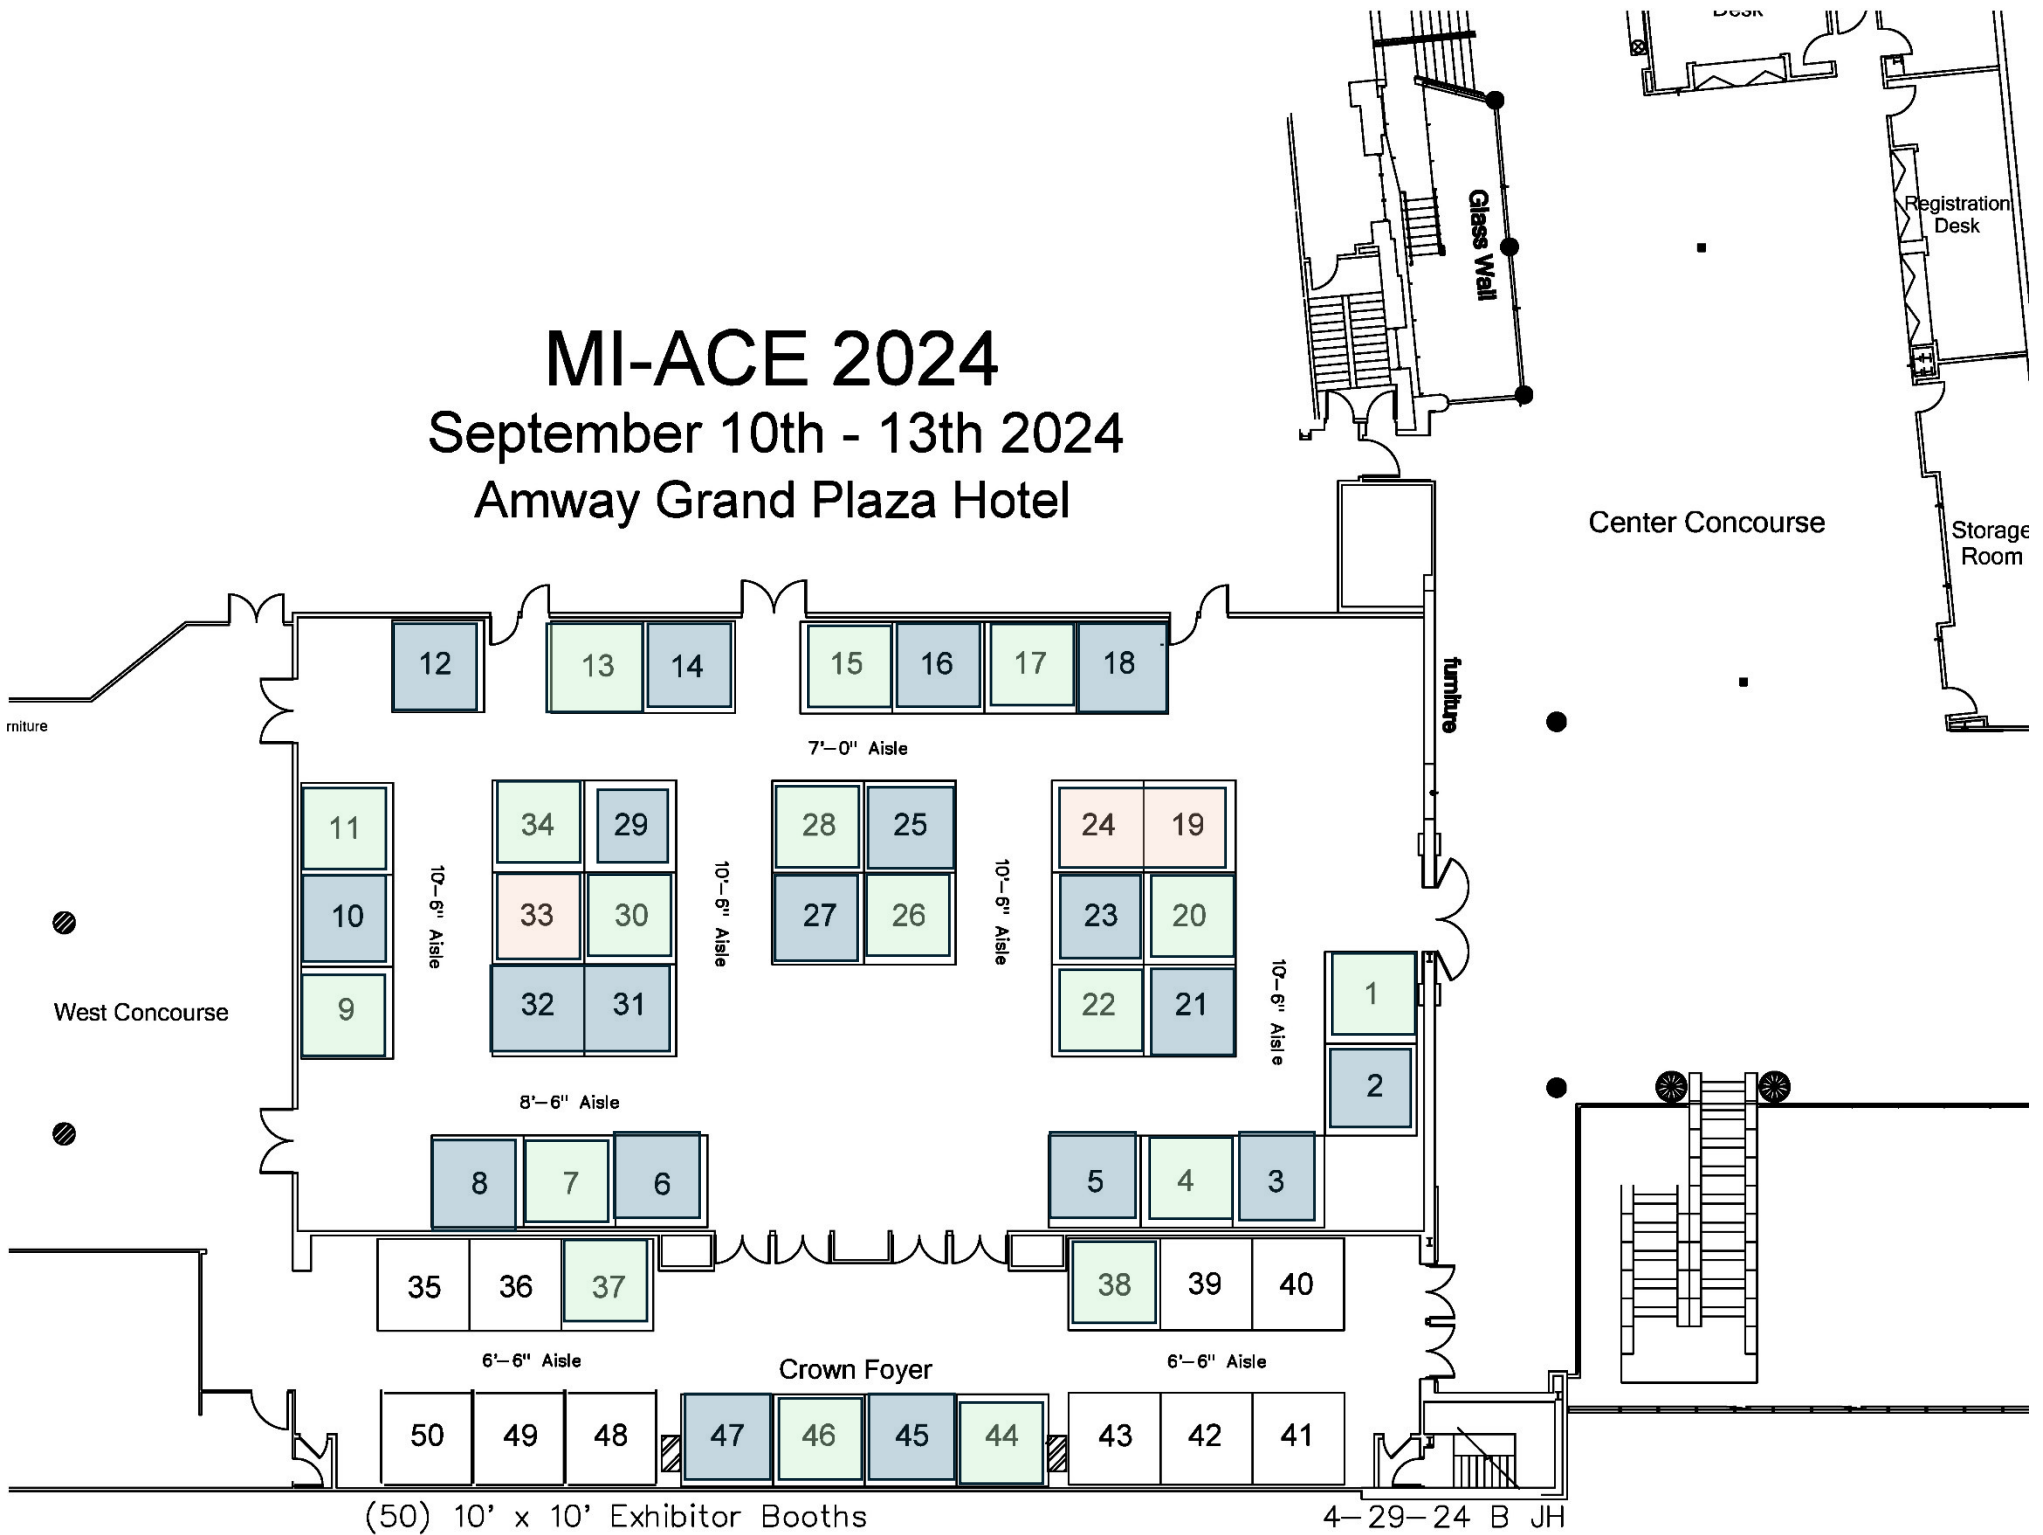 Desk
Registration
Desk
Glass Wall
MI-ACE 2024
September 10th - 13th 2024
Amway Grand Plaza Hotel
Center Concourse
Storage
Room
furniture
rniture
12
13
14
15
16
17
18
7'-0" Aisle
11
34
29
28
25
24
19
10'-6" Aisle
10'-6" Aisle
10'-6" Aisle
10
33
30
27
26
23
20
10'-6" Aisle
1
West Concourse
9
32
31
22
21
2
8'-6" Aisle
8
7
6
5
4
3
35
36
37
38
39
40
6'-6" Aisle
Crown Foyer
6'-6" Aisle
50
49
48
47
46
45
44
43
42
41
(50) 10' x 10' Exhibitor Booths
4-29-24 B JH